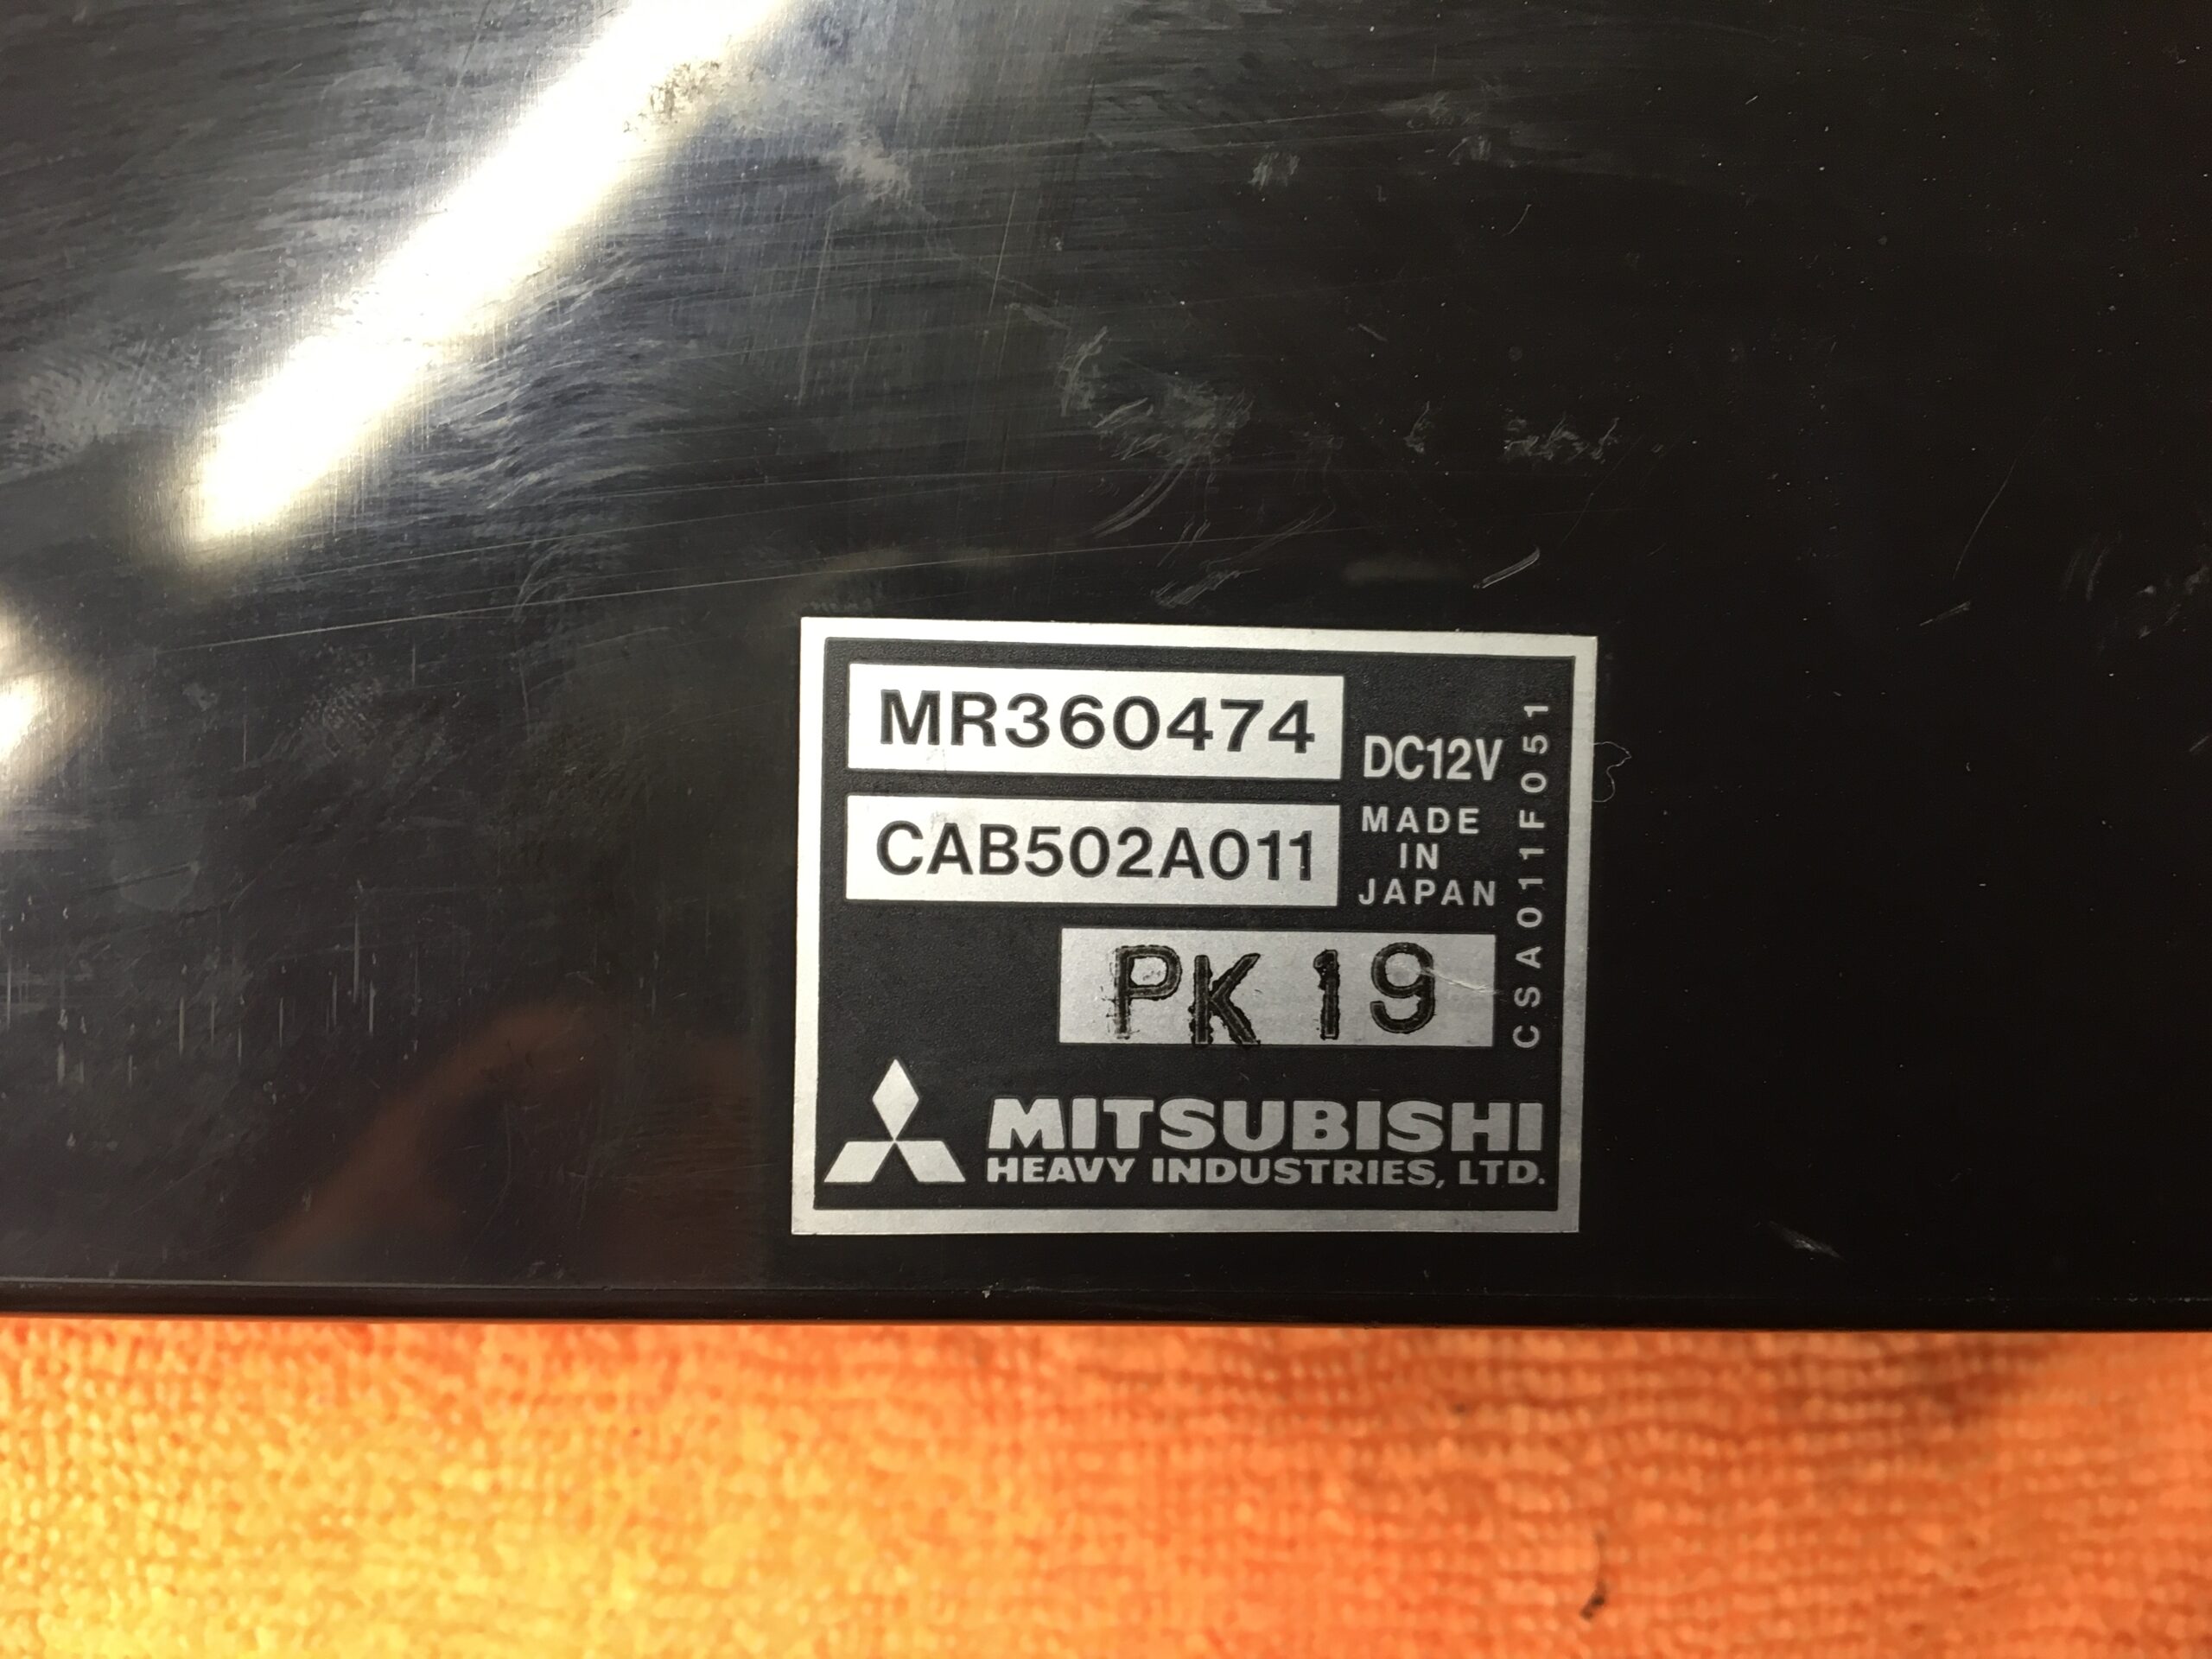 MR360474
DC12V
CAB502A011
MADE
IN
JAPAN
PK 19
CSA011F051
MITSUBISHI
HEAVY INDUSTRIES, LTD.